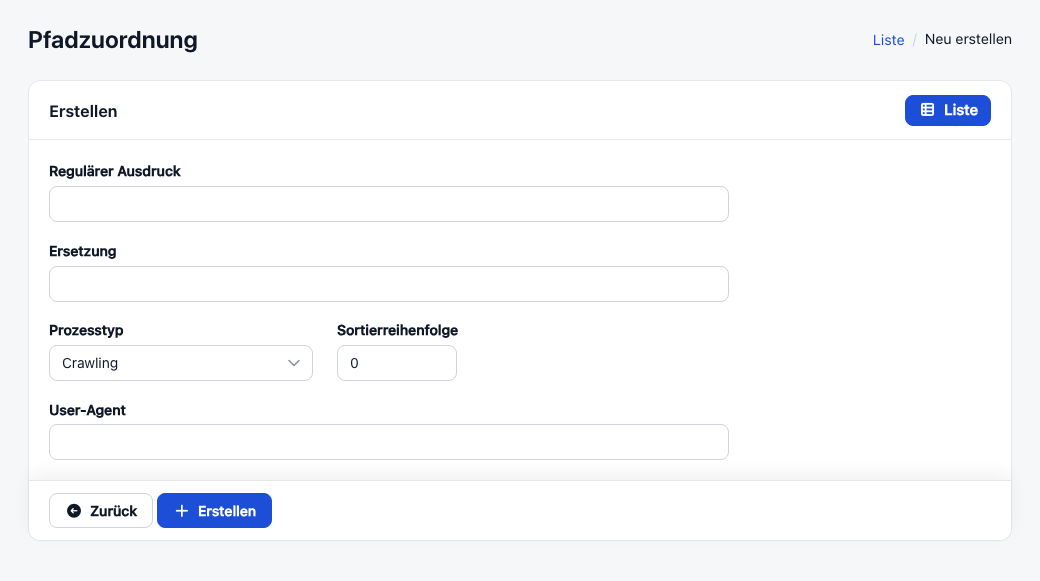 Pfadzuordnung
Liste / Neu erstellen
Erstellen
Liste
Regulärer Ausdruck
Ersetzung
Prozesstyp
Sortierreihenfolge
Crawling
0
User-Agent
Zurück
Erstellen